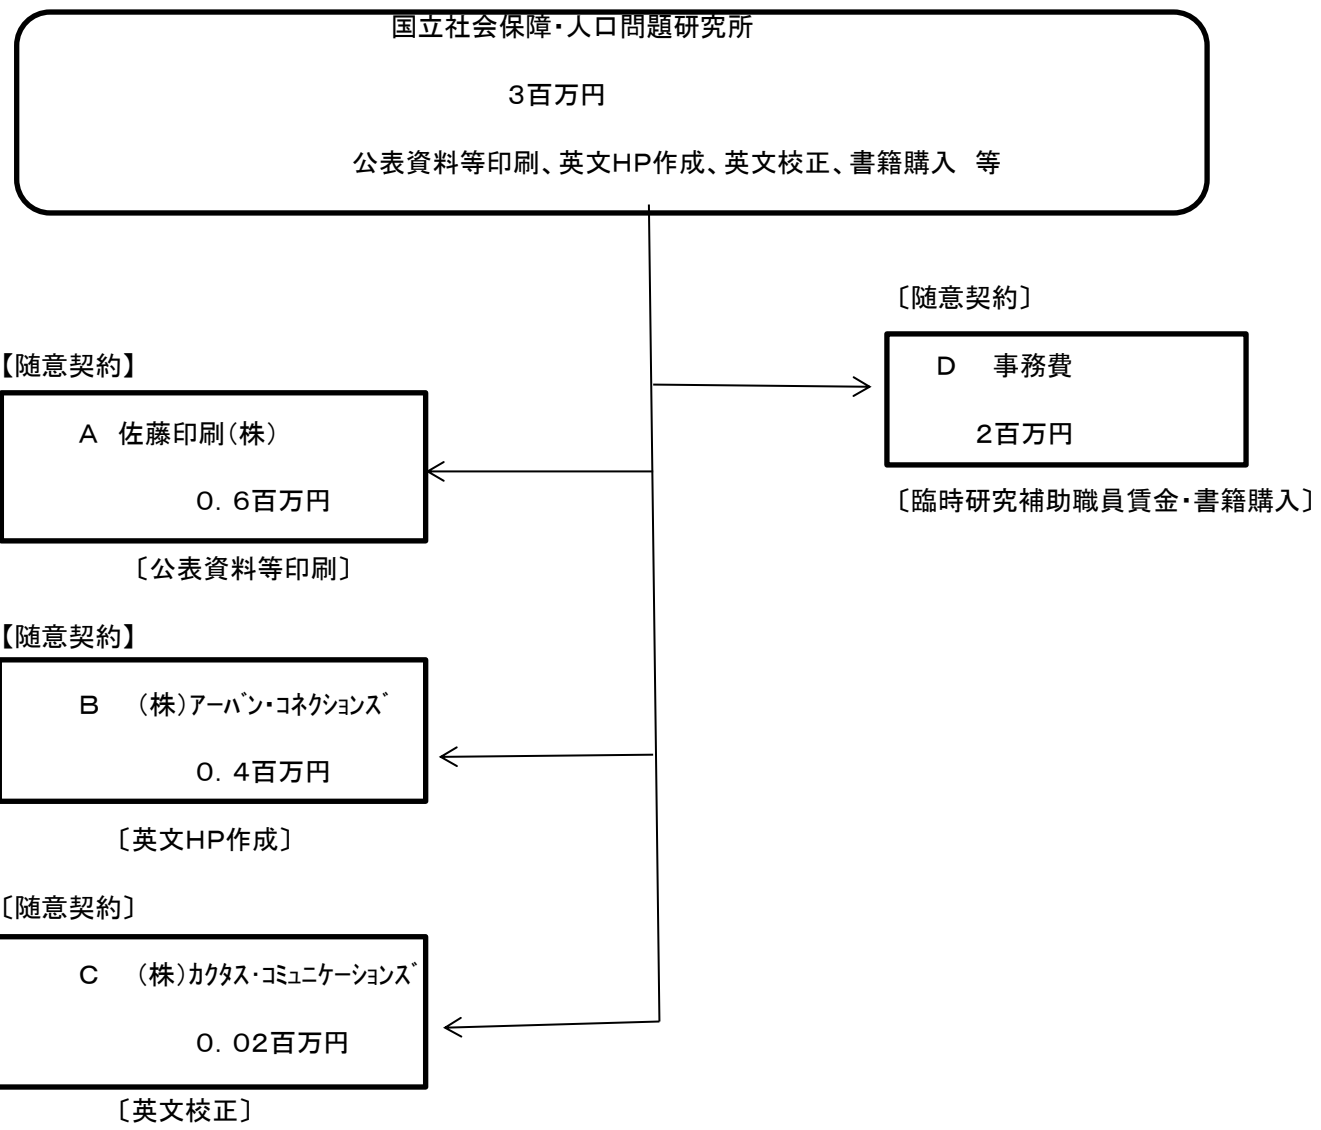 国立社会保障・人口問題研究所
3百万円
公表資料等印刷、英文HP作成、英文校正、書籍購入　等
〔随意契約〕
D　事務費
2百万円
〔臨時研究補助職員賃金・書籍購入〕
【随意契約】
A　佐藤印刷(株)
0．6百万円
〔公表資料等印刷〕
【随意契約】
B　(株)ｱｰﾊﾞﾝ・ｺﾈｸｼｮﾝｽﾞ
0．4百万円
〔英文HP作成〕
〔随意契約〕
C　(株)ｶｸﾀｽ・ｺﾐｭﾆｹｰｼｮﾝｽﾞ
0．02百万円
〔英文校正〕